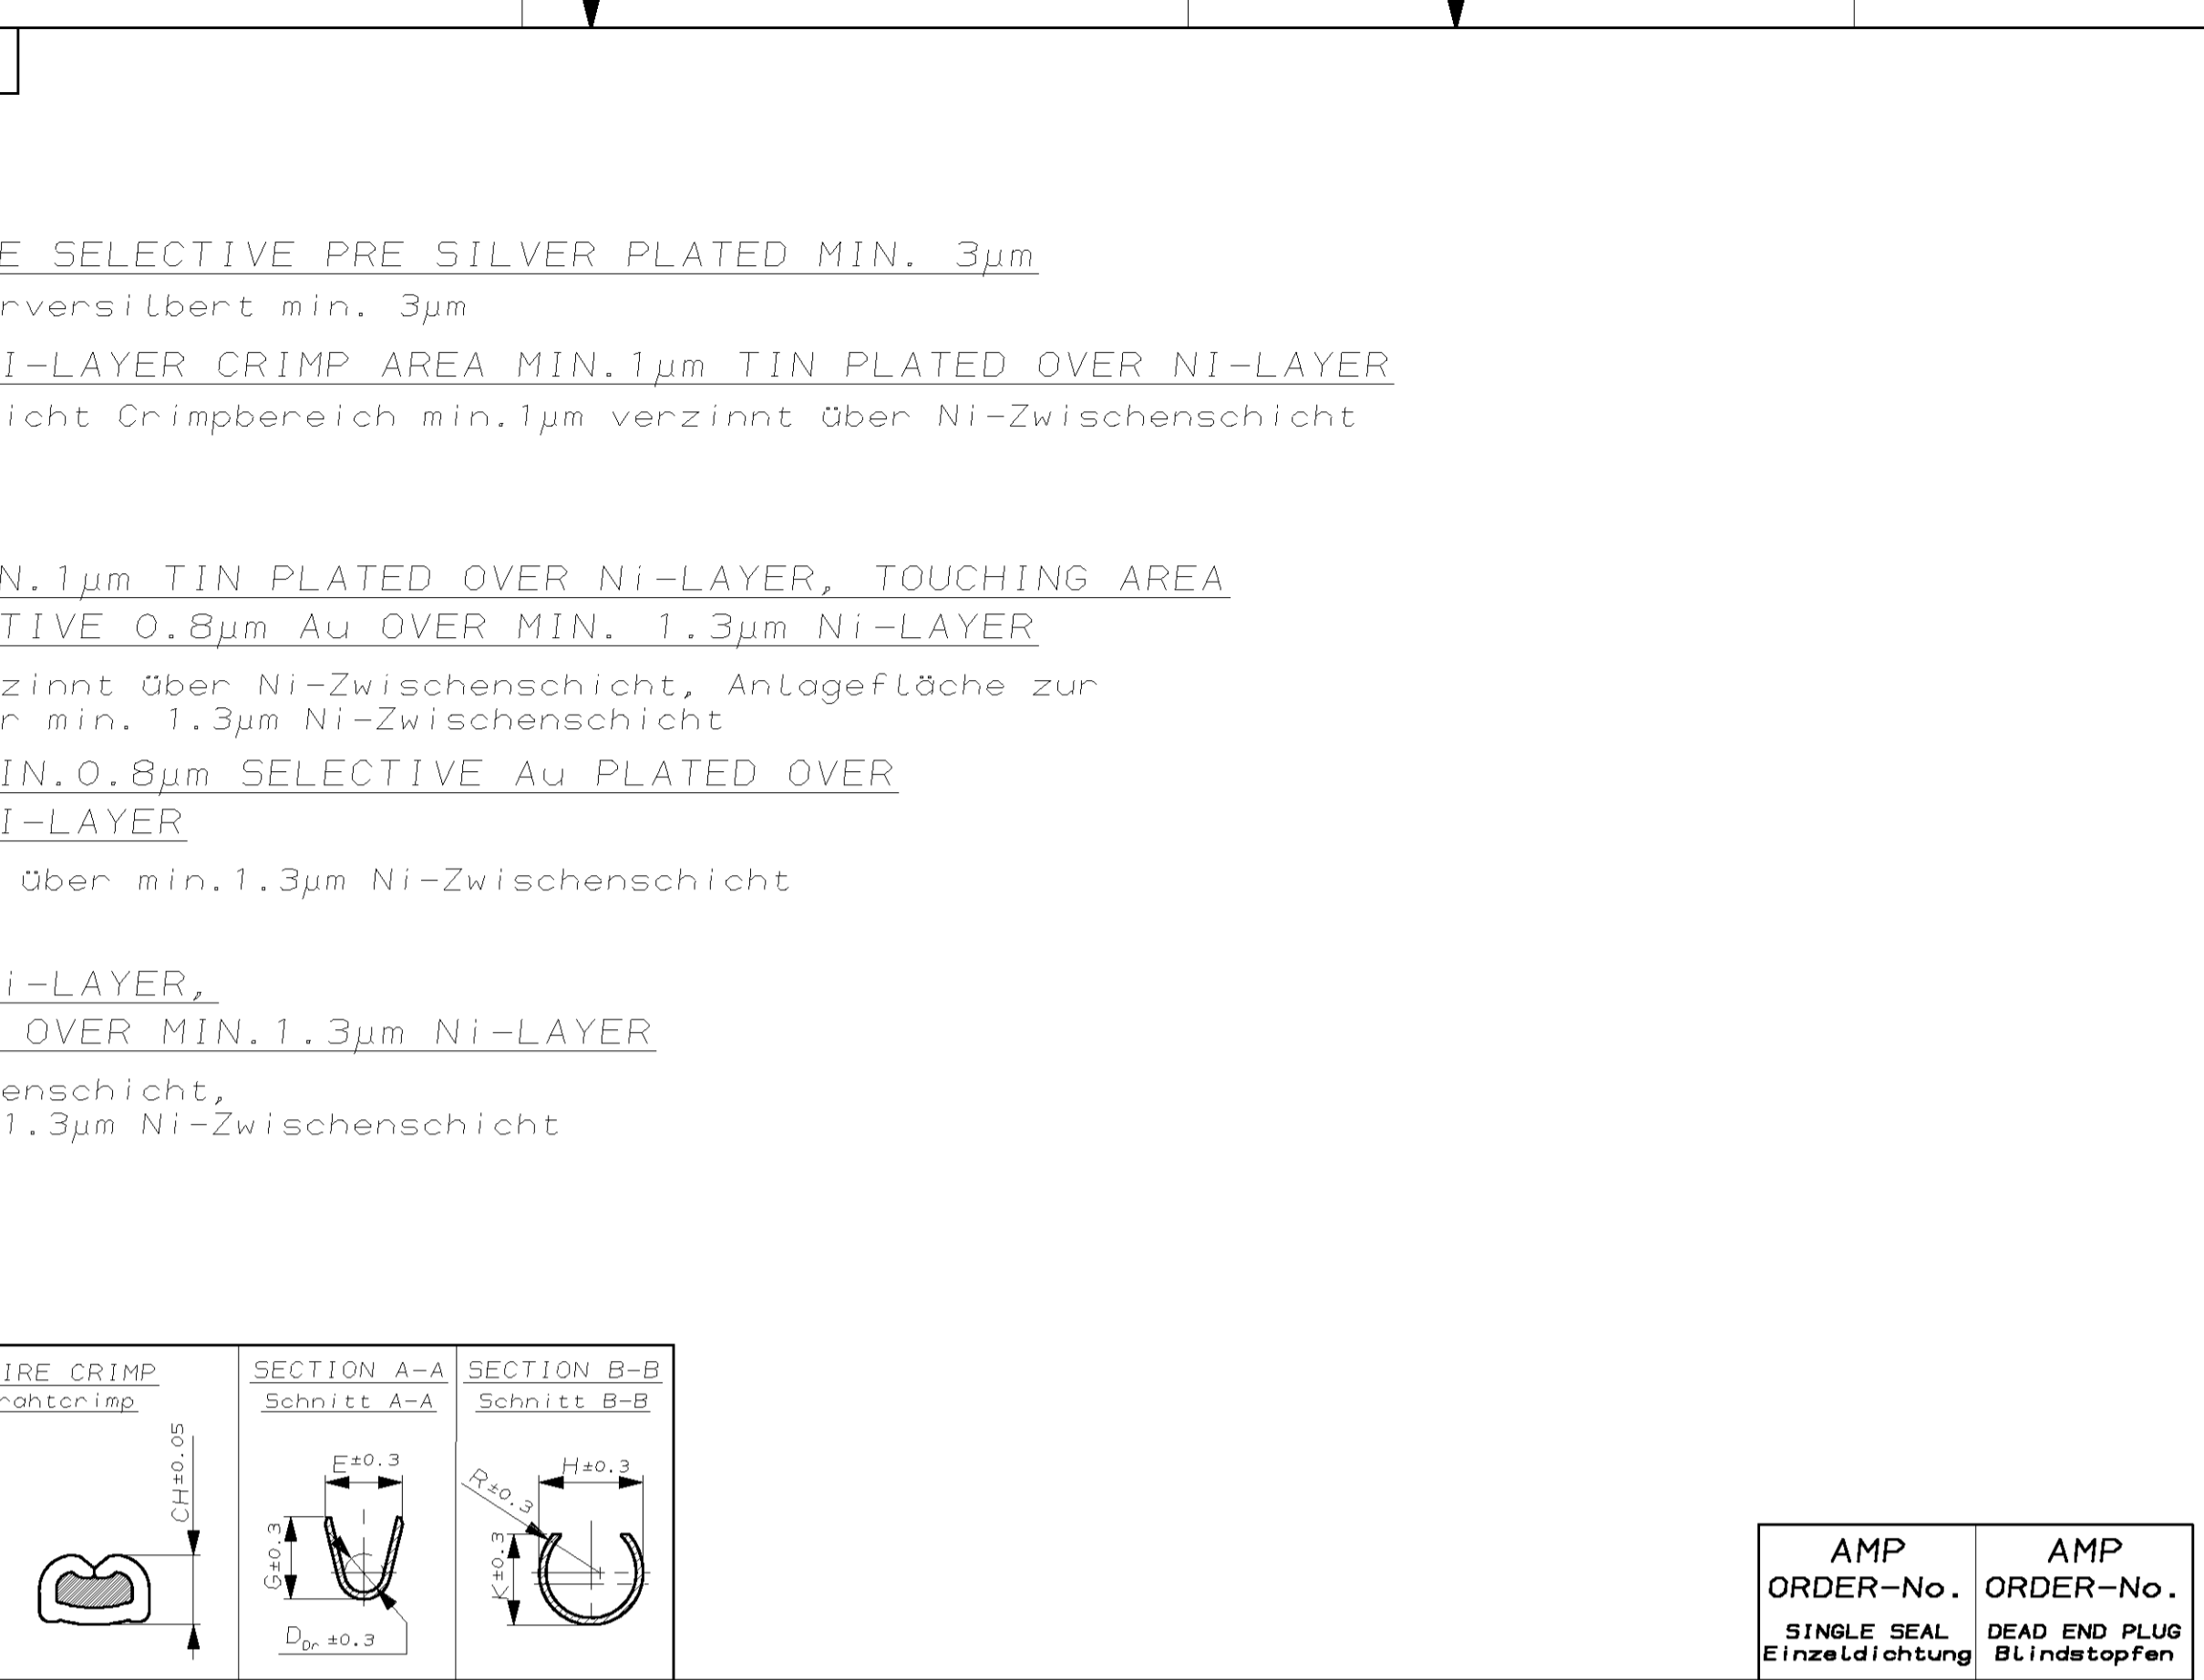 E SELECTIVE PRE SILVER PLATED MIN. 3µm
rversilbert min. 3µm
I-LAYER CRIMP AREA MIN.1µm TIN PLATED OVER NI-LAYER
icht Crimpbereich min.1µm verzinnt über Ni-Zwischenschicht
N.1µm TIN PLATED OVER Ni-LAYER, TOUCHING AREA
TIVE 0.8µm Au OVER MIN. 1.3µm Ni-LAYER
zinnt über Ni-Zwischenschicht, Anlagefläche zur
r min. 1.3µm Ni-Zwischenschicht
IN.0.8µm SELECTIVE Au PLATED OVER
I-LAYER
über min.1.3µm Ni-Zwischenschicht
i-LAYER,
OVER MIN.1.3µm Ni-LAYER
enschicht,
1.3µm Ni-Zwischenschicht
IRE CRIMP
rahtcrimp
CH±0.05
SECTION A-A
Schnitt A-A
E±0.3
G±0.3
DDr ±0.3
SECTION B-B
Schnitt B-B
R±0.3
H±0.3
K±0.3
AMP
ORDER-No.
SINGLE SEAL
Einzeldichtung
AMP
ORDER-No.
DEAD END PLUG
Blindstopfen